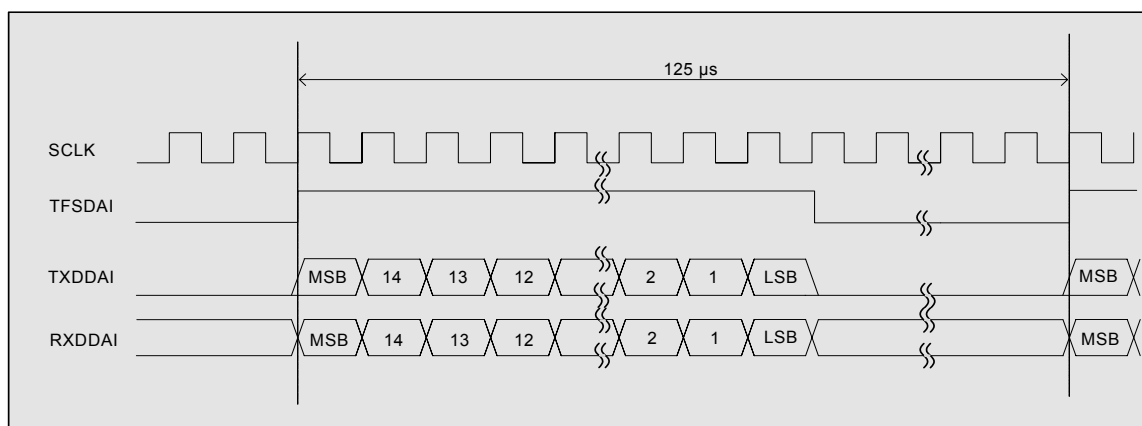 125 µs
SCLK
TFSDAI
TXDDAI MSB 14 13 12 2 1 LSB MSB
RXDDAI MSB 14 13 12 2 1 LSB MSB